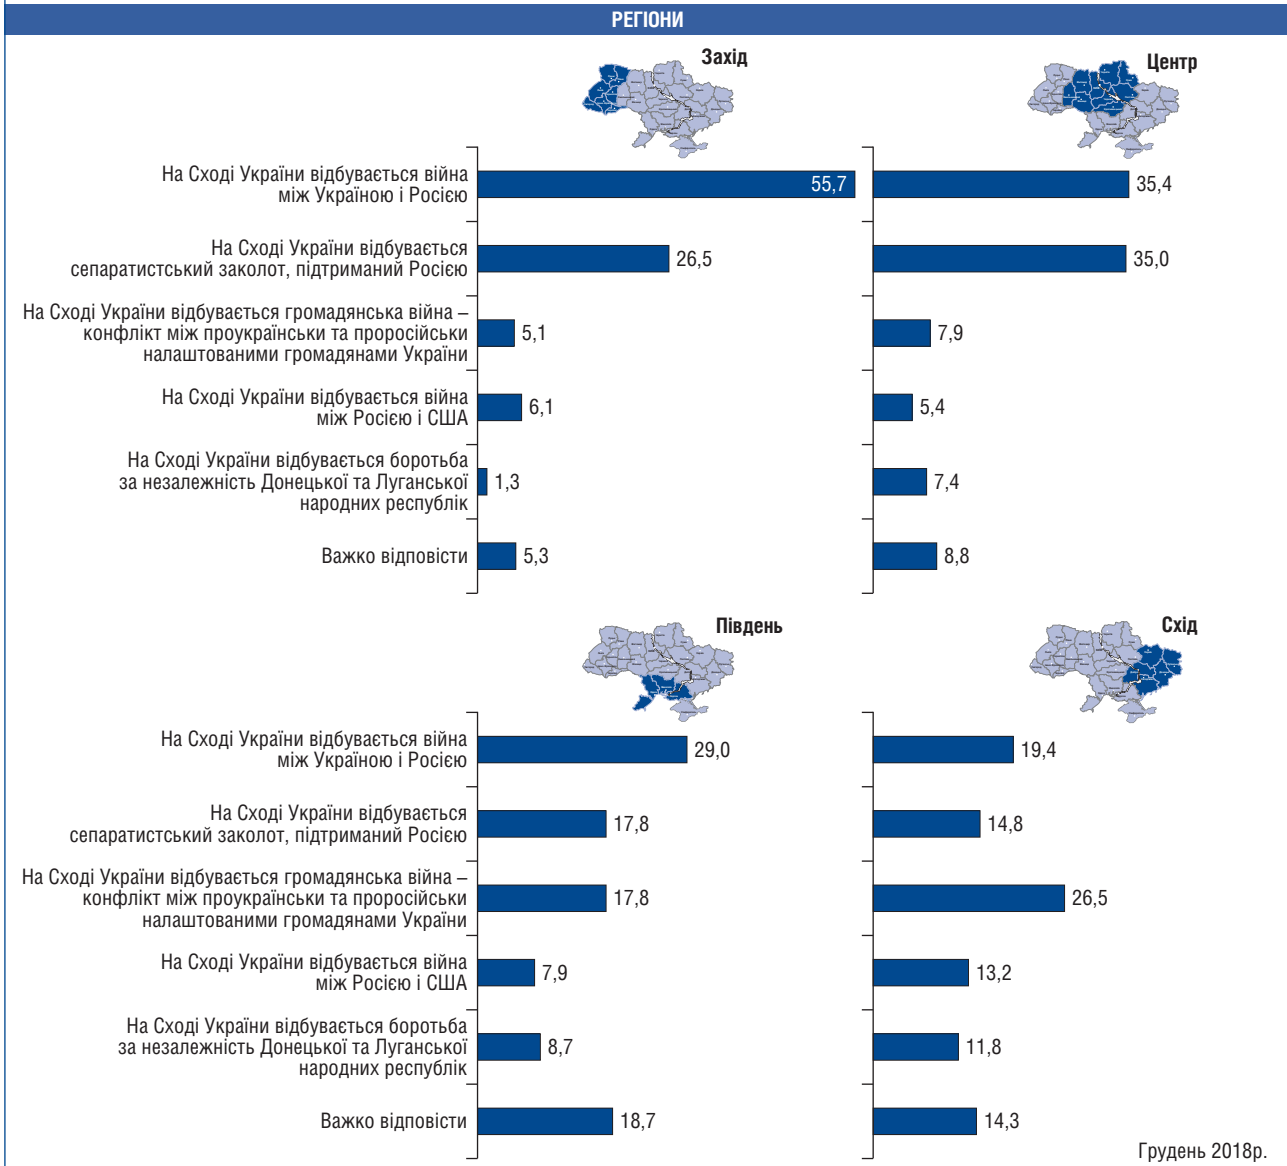 РЕГІОНИ
Захід
Центр
На Сході України відбувається війна
між Україною і Росією
55,7
35,4
На Сході України відбувається
сепаратистський заколот, підтриманий Росією
26,5
35,0
На Сході України відбувається громадянська війна –
конфлікт між проукраїнськи та проросійськи
налаштованими громадянами України
5,1
7,9
На Сході України відбувається війна
між Росією і США
6,1
5,4
На Сході України відбувається боротьба
за незалежність Донецької та Луганської
народних республік
1,3
7,4
Важко відповісти
5,3
8,8
Південь
Схід
На Сході України відбувається війна
між Україною і Росією
29,0
19,4
На Сході України відбувається
сепаратистський заколот, підтриманий Росією
17,8
14,8
На Сході України відбувається громадянська війна –
конфлікт між проукраїнськи та проросійськи
налаштованими громадянами України
17,8
26,5
На Сході України відбувається війна
між Росією і США
7,9
13,2
На Сході України відбувається боротьба
за незалежність Донецької та Луганської
народних республік
8,7
11,8
Важко відповісти
18,7
14,3
Грудень 2018р.